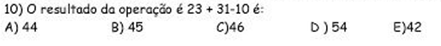 10) O resultado da operação é 23 + 31-10 é:
A) 44 B) 45 C)46 D ) 54 E)42